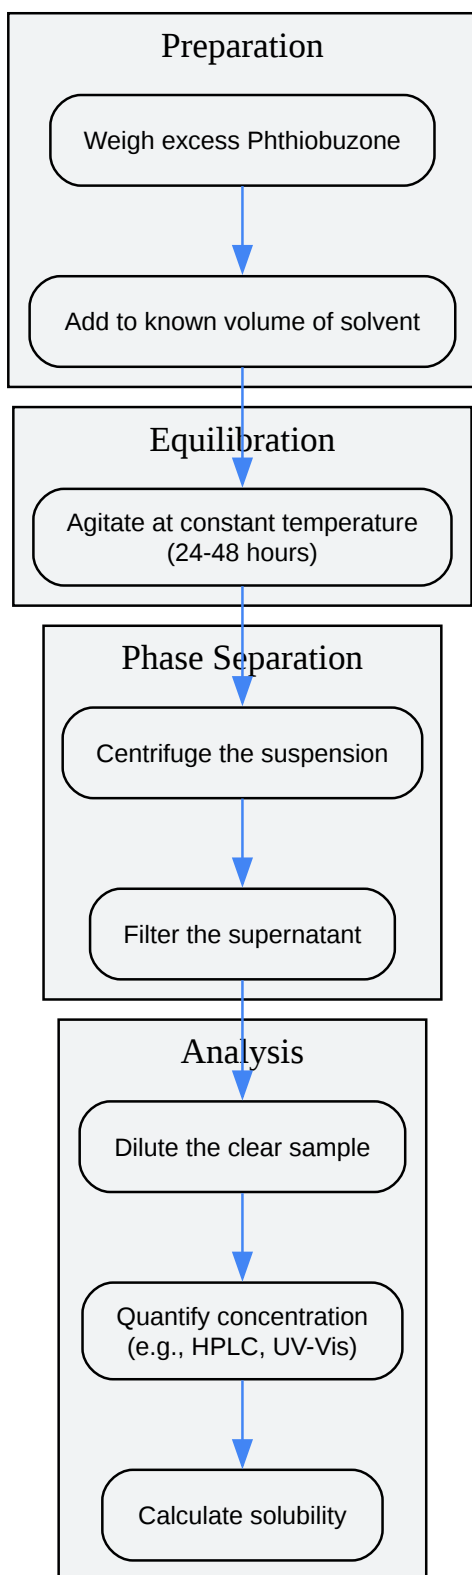 Preparation
Weigh excess Phthiobuzone
Add to known volume of solvent
Equilibration
Agitate at constant temperature
(24-48 hours)
Phase Separation
Centrifuge the suspension
Filter the supernatant
Analysis
Dilute the clear sample
Quantify concentration
(e.g., HPLC, UV-Vis)
Calculate solubility